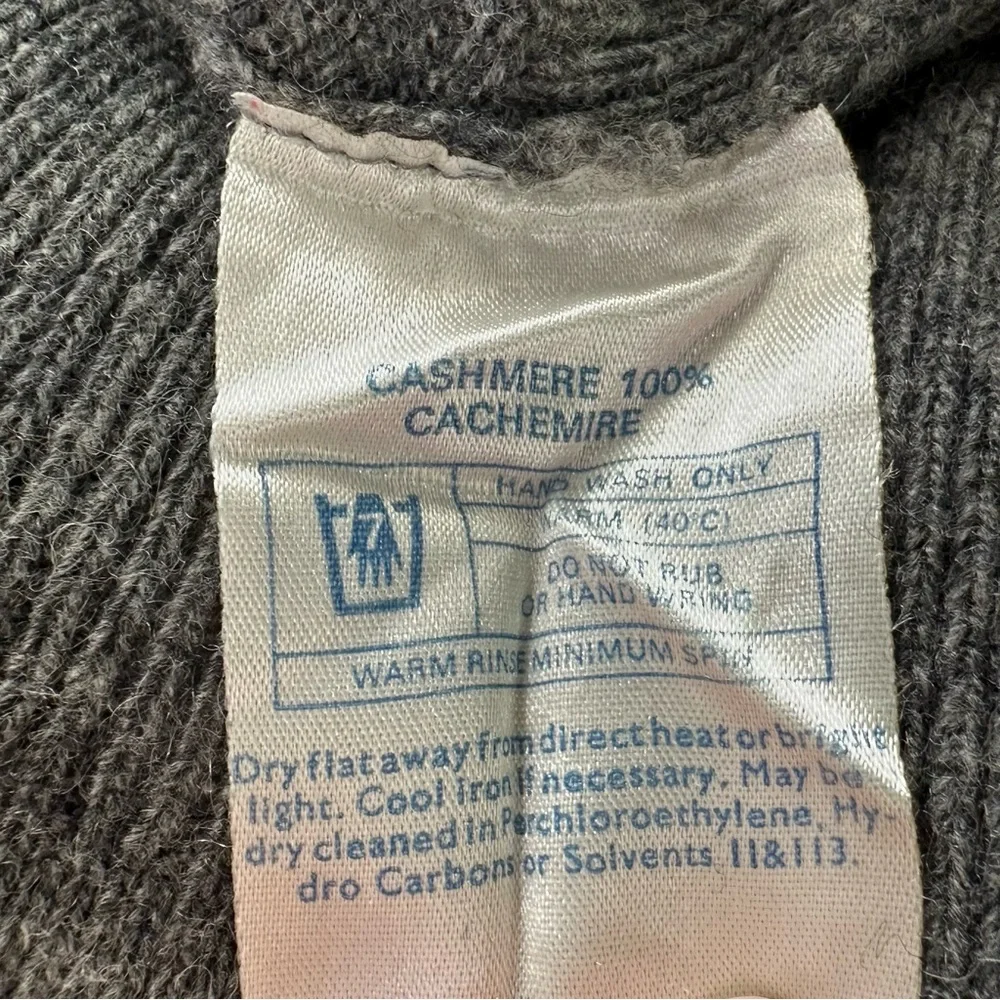 CASHMERE 100%
CACHEMIRE
7
HAND WASH ONLY
WARM (40°C)
DO NOT RUB
OR HAND WRING
WARM RINSE MINIMUM SPIN
Dry flat away from direct heat or bright
light. Cool iron if necessary. May be
dry cleaned in Perchloroethylene, Hy-
dro Carbons or Solvents 11&113.